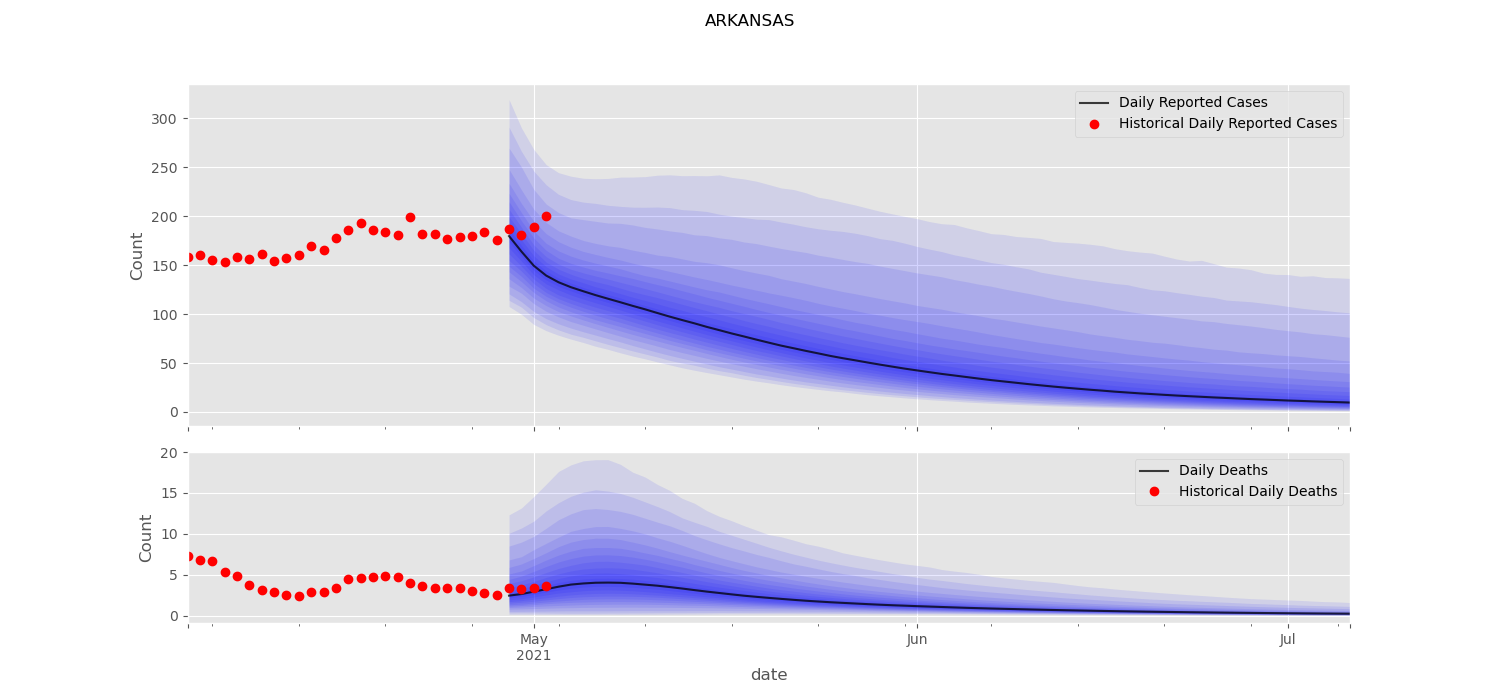 ARKANSAS
Daily Reported Cases
Historical Daily Reported Cases
300
250
200
150
100
50
0
Count
Daily Deaths
Historical Daily Deaths
20
15
10
5
0
Count
May
2021
Jun
Jul
date